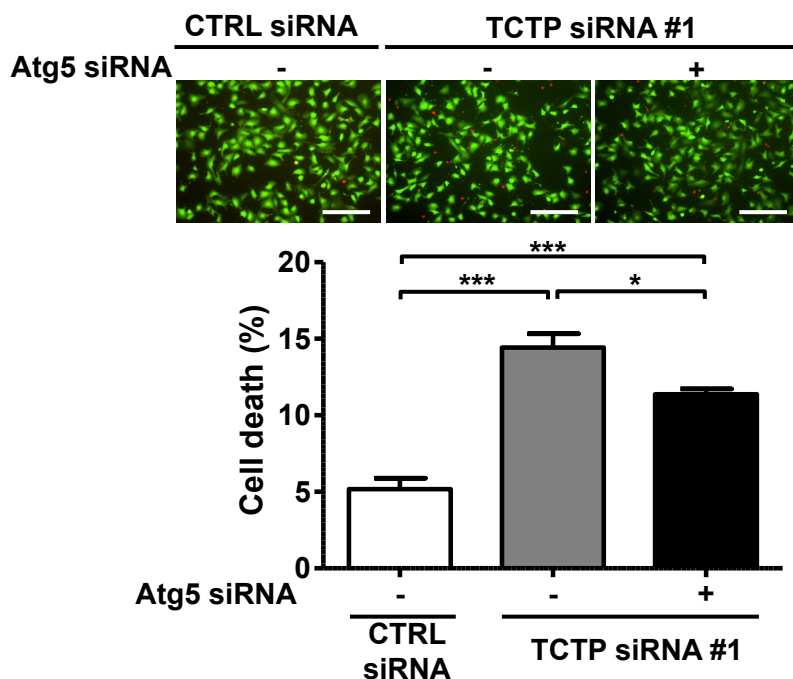 CTRL siRNA TCTP siRNA #1
Atg5 siRNA - - +
***
*** *
20
15
10
5
0
Cell death (%)
Atg5 siRNA - - +
CTRL siRNA TCTP siRNA #1